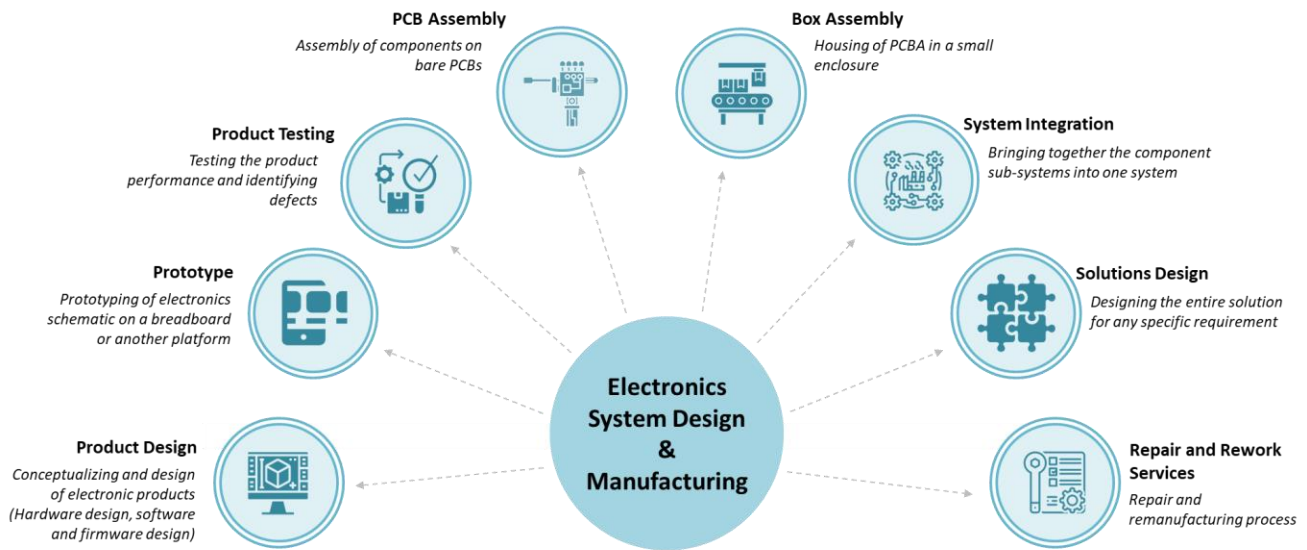 PCB Assembly
Assembly of components on
bare PCBs
Box Assembly
Housing of PCBA in a small
enclosure
Product Testing
Testing the product
performance and identifying
defects
System Integration
Bringing together the component
sub-systems into one system
Prototype
Prototyping of electronics
schematic on a breadboard
or another platform
Solutions Design
Designing the entire solution
for any specific requirement
Electronics
System Design
&
Manufacturing
Product Design
Conceptualizing and design
of electronic products
(Hardware design, software
and firmware design)
Repair and Rework
Services
Repair and
remanufacturing process